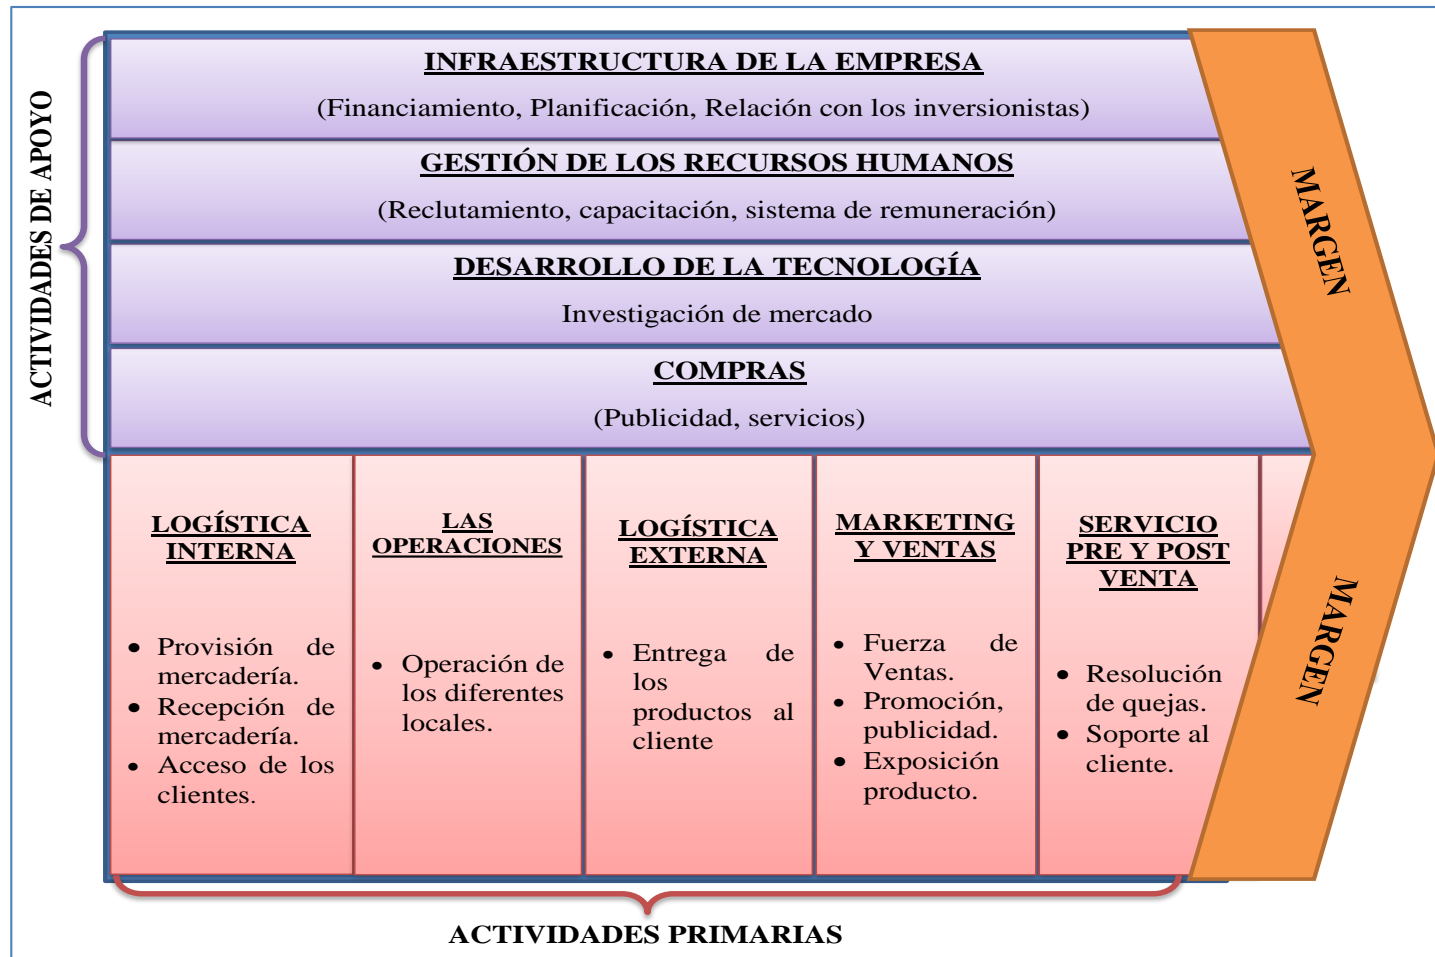 ACTIVIDADES DE APOYO
INFRAESTRUCTURA DE LA EMPRESA
(Financiamiento, Planificación, Relación con los inversionistas)
GESTIÓN DE LOS RECURSOS HUMANOS
(Reclutamiento, capacitación, sistema de remuneración)
DESARROLLO DE LA TECNOLOGÍA
Investigación de mercado
COMPRAS
(Publicidad, servicios)
MARGEN
LOGÍSTICA
INTERNA
• Provisión de
mercadería.
• Recepción de
mercadería.
• Acceso de los
clientes.
LAS
OPERACIONES
• Operación de
los diferentes
locales.
LOGÍSTICA
EXTERNA
• Entrega de
los
productos al
cliente
MARKETING
Y VENTAS
• Fuerza de
Ventas.
• Promoción,
publicidad.
• Exposición
producto.
SERVICIO
PRE Y POST
VENTA
• Resolución
de quejas.
• Soporte al
cliente.
MARGEN
ACTIVIDADES PRIMARIAS